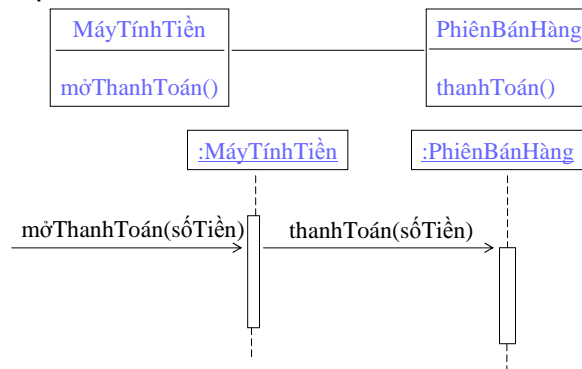 MáyTínhTiền
PhiênBánHàng
mởThanhToán()
thanhToán()
:MáyTínhTiền
:PhiênBánHàng
mởThanhToán(sốTiền)
thanhToán(sốTiền)